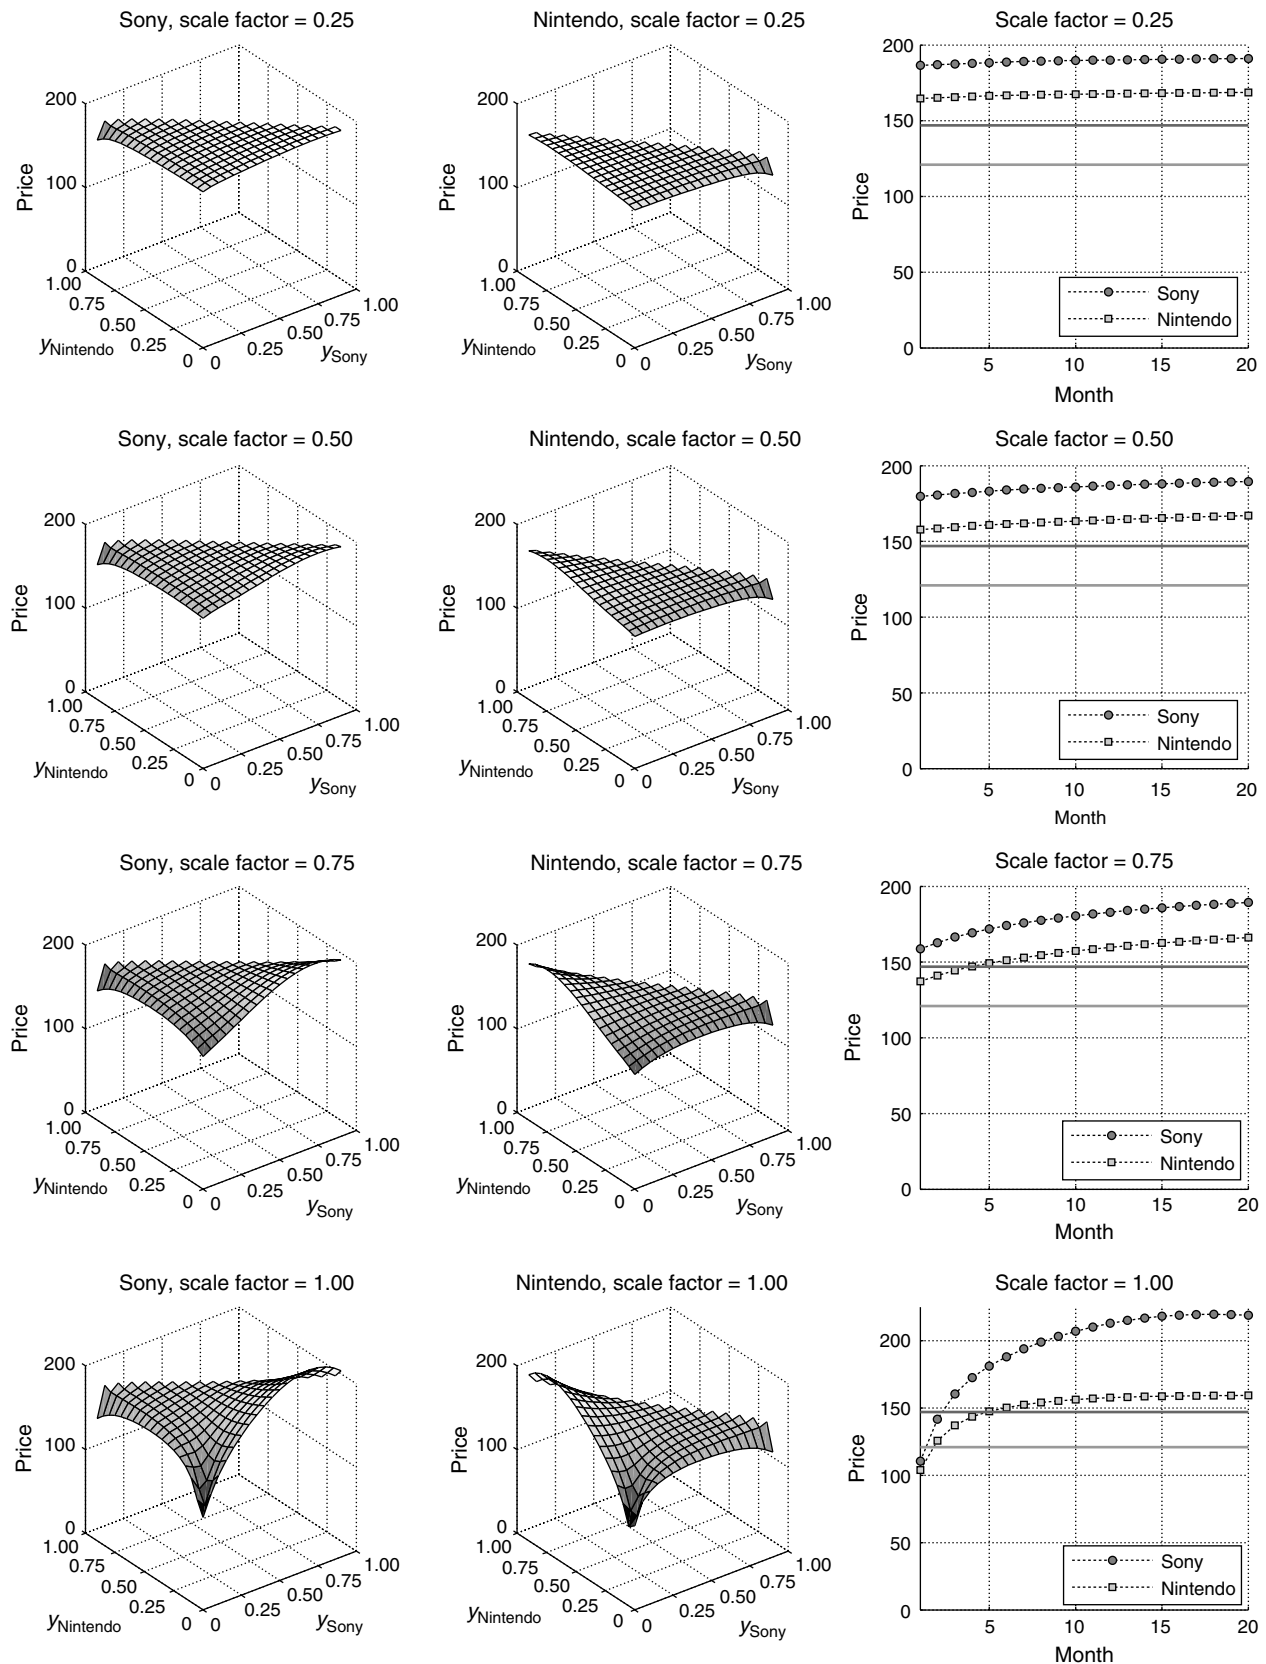 Sony, scale factor = 0.25
Nintendo, scale factor = 0.25
Scale factor = 0.25
200
100
0
Price
1.00
0.75
0.50
0.25
0
yNintendo
0
0.25
0.50
0.75
1.00
ySony
200
100
0
Price
1.00
0.75
0.50
0.25
0
yNintendo
0
0.25
0.50
0.75
1.00
ySony
200
150
100
50
0
Price
Sony
Nintendo
5
10
15
20
Month
Sony, scale factor = 0.50
Nintendo, scale factor = 0.50
Scale factor = 0.50
200
100
0
Price
1.00
0.75
0.50
0.25
0
yNintendo
0
0.25
0.50
0.75
1.00
ySony
200
100
0
Price
1.00
0.75
0.50
0.25
0
yNintendo
0
0.25
0.50
0.75
1.00
ySony
200
150
100
50
0
Price
Sony
Nintendo
5
10
15
20
Month
Sony, scale factor = 0.75
Nintendo, scale factor = 0.75
Scale factor = 0.75
200
100
0
Price
1.00
0.75
0.50
0.25
0
yNintendo
0
0.25
0.50
0.75
1.00
ySony
200
100
0
Price
1.00
0.75
0.50
0.25
0
yNintendo
0
0.25
0.50
0.75
1.00
ySony
200
150
100
50
0
Price
Sony
Nintendo
5
10
15
20
Month
Sony, scale factor = 1.00
Nintendo, scale factor = 1.00
Scale factor = 1.00
200
100
0
Price
1.00
0.75
0.50
0.25
0
yNintendo
0
0.25
0.50
0.75
1.00
ySony
200
100
0
Price
1.00
0.75
0.50
0.25
0
yNintendo
0
0.25
0.50
0.75
1.00
ySony
200
150
100
50
0
Price
Sony
Nintendo
5
10
15
20
Month